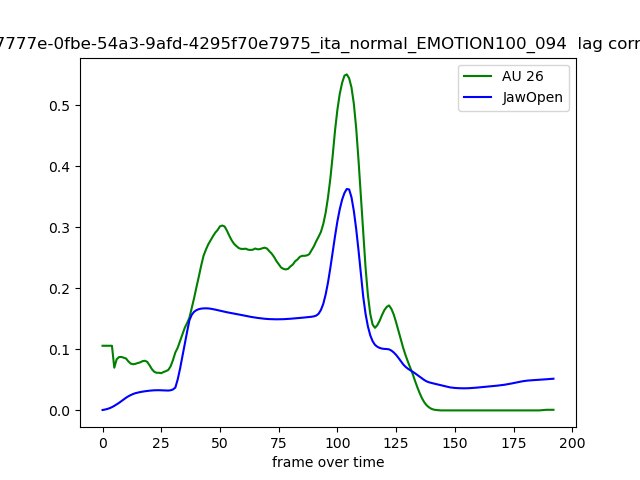 7777e-0fbe-54a3-9afd-4295f70e7975_ita_normal_EMOTION100_094 lag corr
AU 26
JawOpen
0.5
0.4
0.3
0.2
0.1
0.0
0 25 50 75 100 125 150 175 200
frame over time